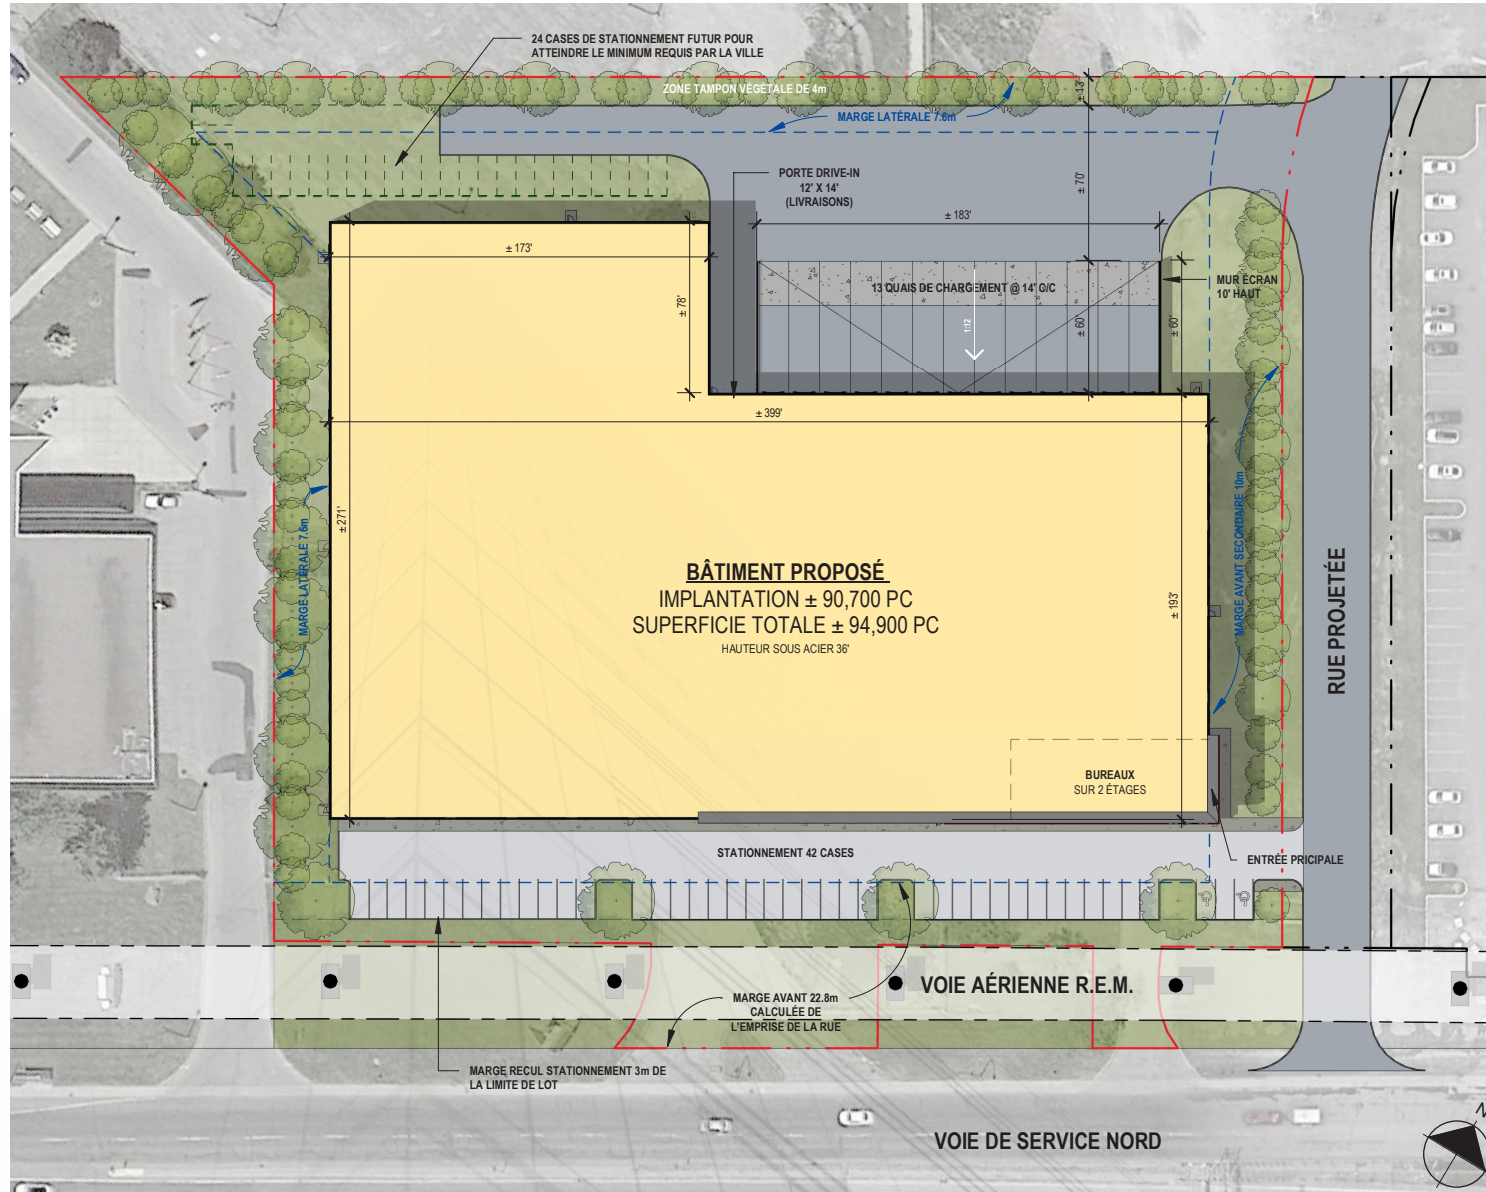 24 CASES DE STATIONNEMENT FUTUR POUR
ATTEINDRE LE MINIMUM REQUIS PAR LA VILLE
ZONE TAMPON VÉGÉTALE DE 4m
± 13'
MARGE LATÉRALE 7.6m
PORTE DRIVE-IN
12' X 14'
(LIVRAISONS)
± 70'
± 183'
± 173'
MUR ÉCRAN
10' HAUT
13 QUAIS DE CHARGEMENT @ 14' C/C
± 78'
1:12
± 60'
± 60'
± 399'
± 271'
MARGE LATÉRALE 7.6m
MARGE AVANT SECONDAIRE 10m
BÂTIMENT PROPOSÉ
IMPLANTATION ± 90,700 PC
SUPERFICIE TOTALE ± 94,900 PC
HAUTEUR SOUS ACIER 36'
± 193'
RUE PROJETÉE
BUREAUX
SUR 2 ÉTAGES
STATIONNEMENT 42 CASES
ENTRÉE PRICIPALE
VOIE AÉRIENNE R.E.M.
MARGE AVANT 22.8m
CALCULÉE DE
L'EMPRISE DE LA RUE
MARGE RECUL STATIONNEMENT 3m DE
LA LIMITE DE LOT
VOIE DE SERVICE NORD
N